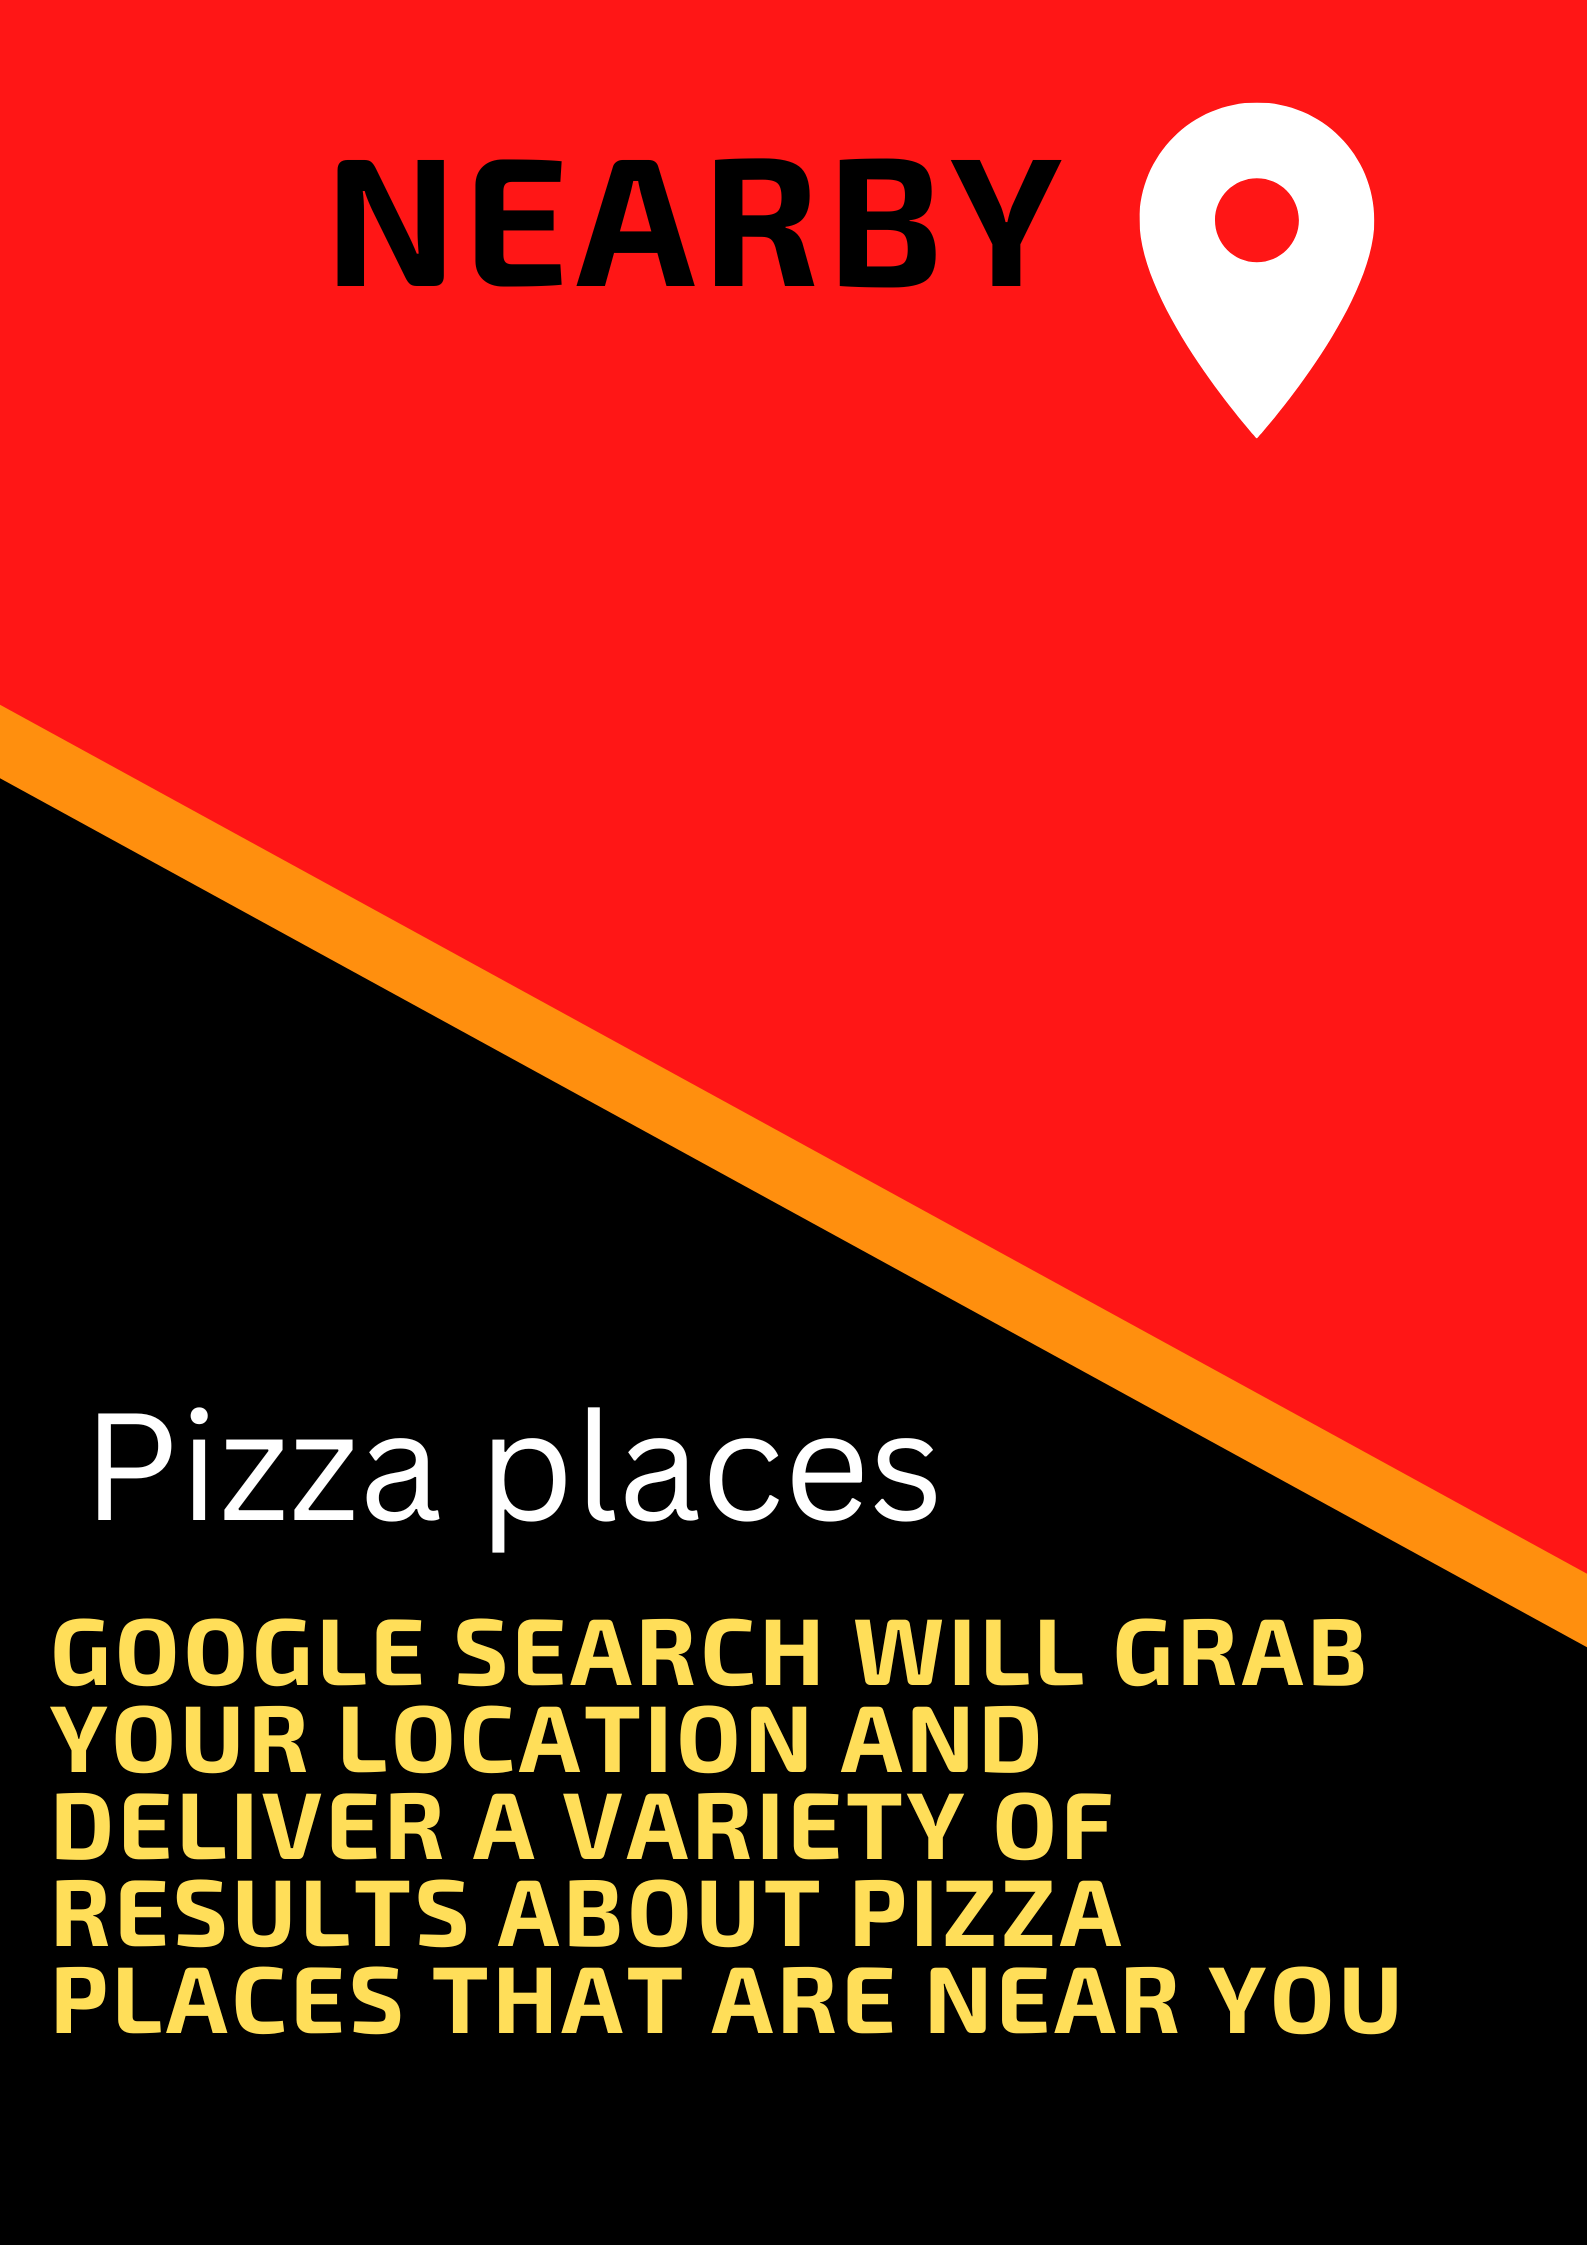 NEARBY
Pizza places
GOOGLE SEARCH WILL GRAB
YOUR LOCATION AND
DELIVER A VARIETY OF
RESULTS ABOUT PIZZA
PLACES THAT ARE NEAR YOU